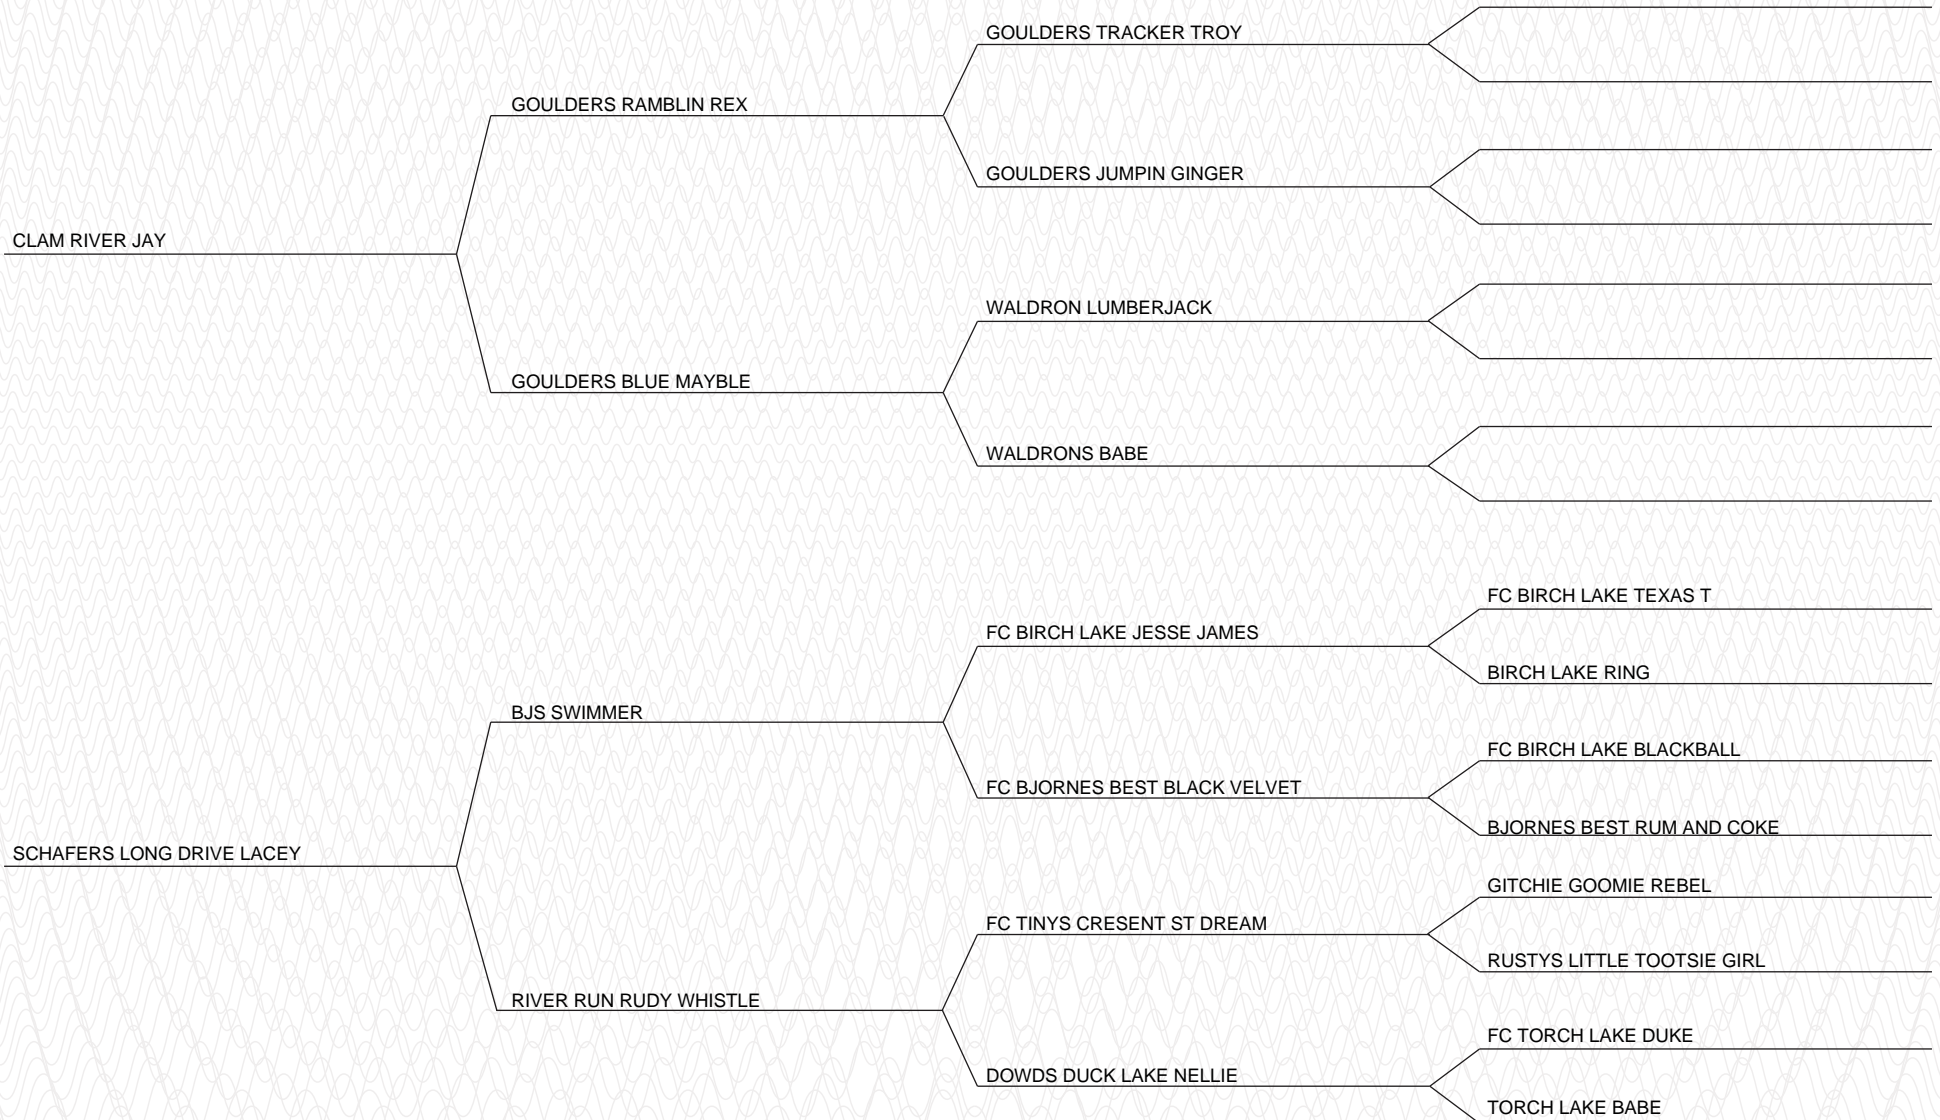 GOULDERS TRACKER TROY
GOULDERS RAMBLIN REX
GOULDERS JUMPIN GINGER
CLAM RIVER JAY
WALDRON LUMBERJACK
GOULDERS BLUE MAYBLE
WALDRONS BABE
FC BIRCH LAKE TEXAS T
FC BIRCH LAKE JESSE JAMES
BIRCH LAKE RING
BJS SWIMMER
FC BIRCH LAKE BLACKBALL
FC BJORNES BEST BLACK VELVET
BJORNES BEST RUM AND COKE
SCHAFERS LONG DRIVE LACEY
GITCHIE GOOMIE REBEL
FC TINYS CRESENT ST DREAM
RUSTYS LITTLE TOOTSIE GIRL
RIVER RUN RUDY WHISTLE
FC TORCH LAKE DUKE
DOWDS DUCK LAKE NELLIE
TORCH LAKE BABE